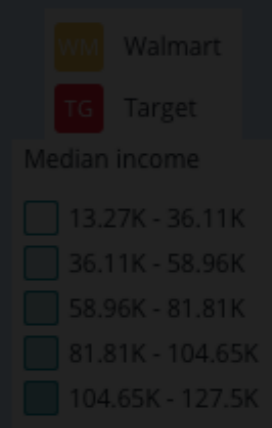 WM Walmart
TG Target
Median income
13.27K - 36.11K
36.11K - 58.96K
58.96K - 81.81K
81.81K - 104.65K
104.65K - 127.5K